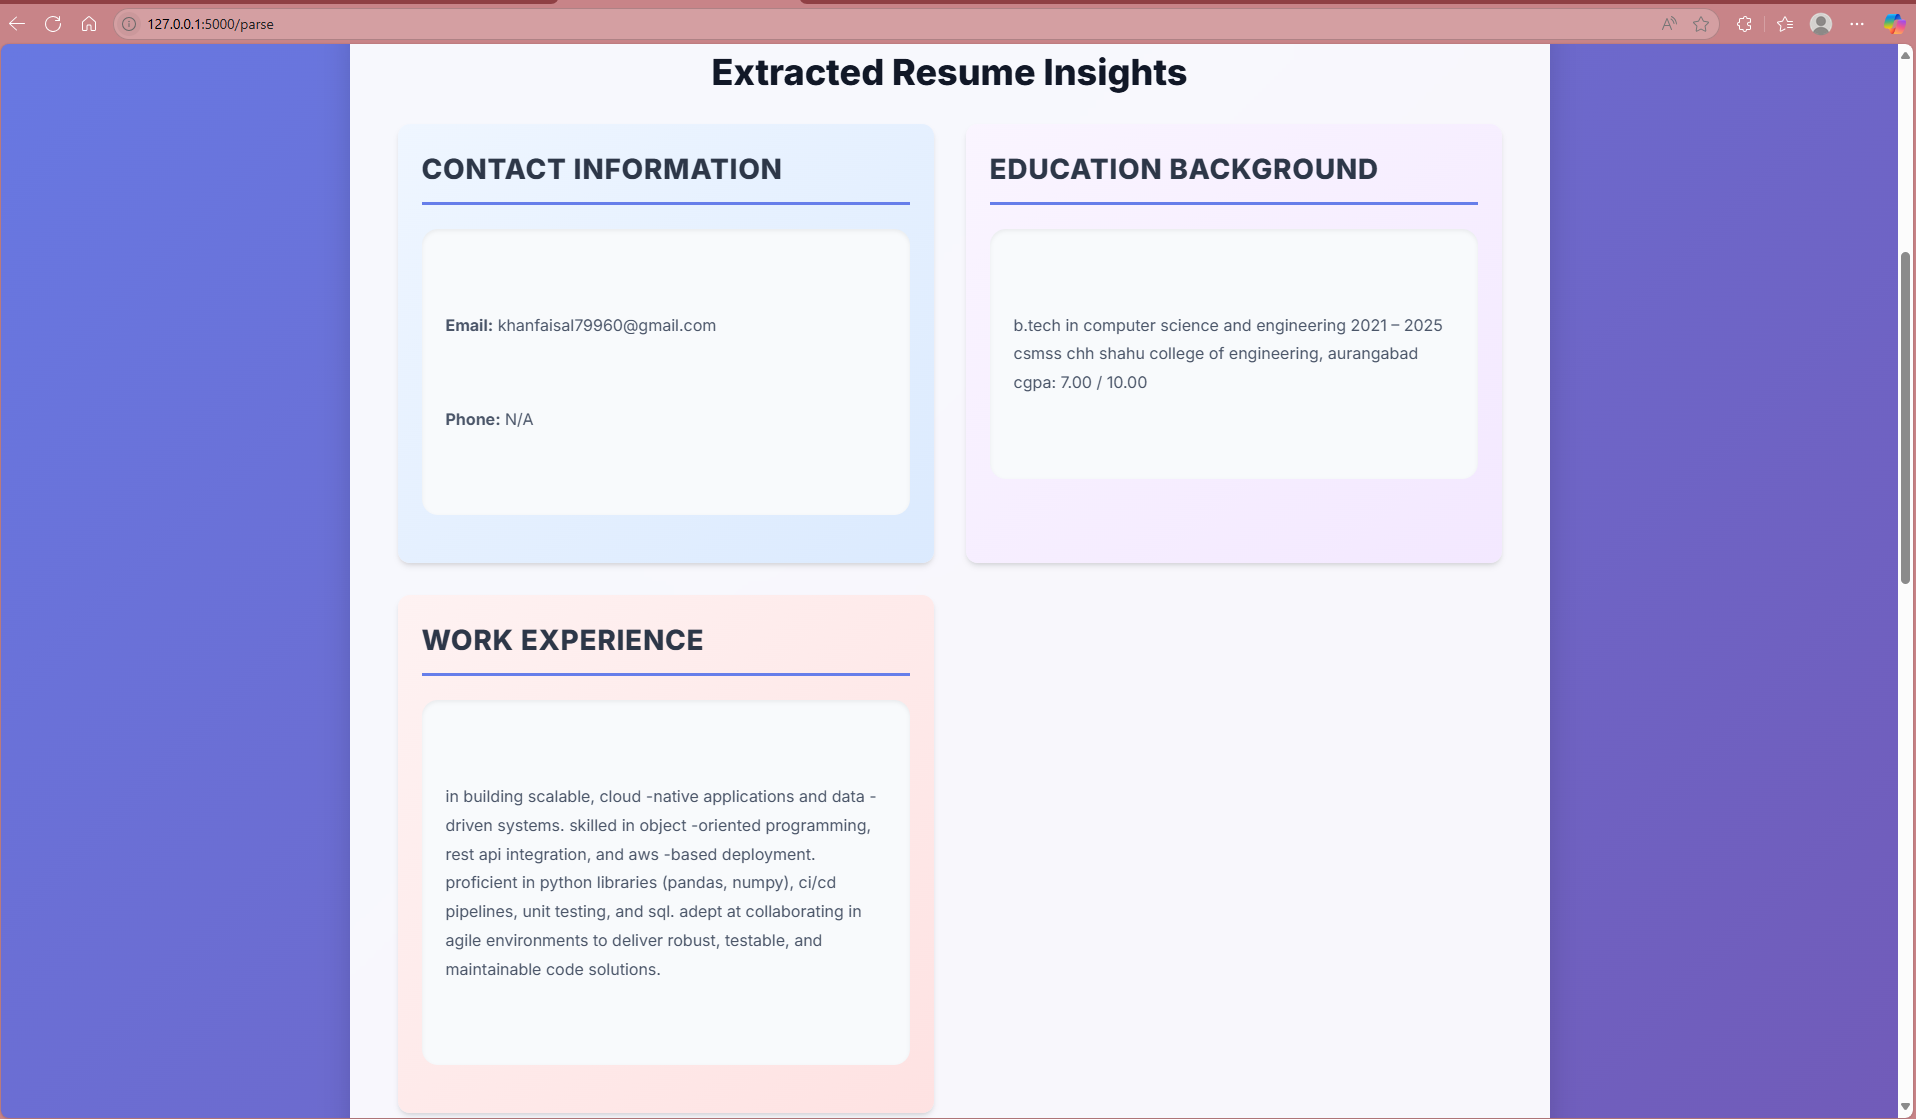 127.0.0.1:5000/parse
Extracted Resume Insights
CONTACT INFORMATION
Email: khanfaisal79960@gmail.com
Phone: N/A
EDUCATION BACKGROUND
b.tech in computer science and engineering 2021 – 2025
csmss chh shahu college of engineering, aurangabad
cgpa: 7.00 / 10.00
WORK EXPERIENCE
in building scalable, cloud -native applications and data -
driven systems. skilled in object -oriented programming,
rest api integration, and aws -based deployment.
proficient in python libraries (pandas, numpy), ci/cd
pipelines, unit testing, and sql. adept at collaborating in
agile environments to deliver robust, testable, and
maintainable code solutions.